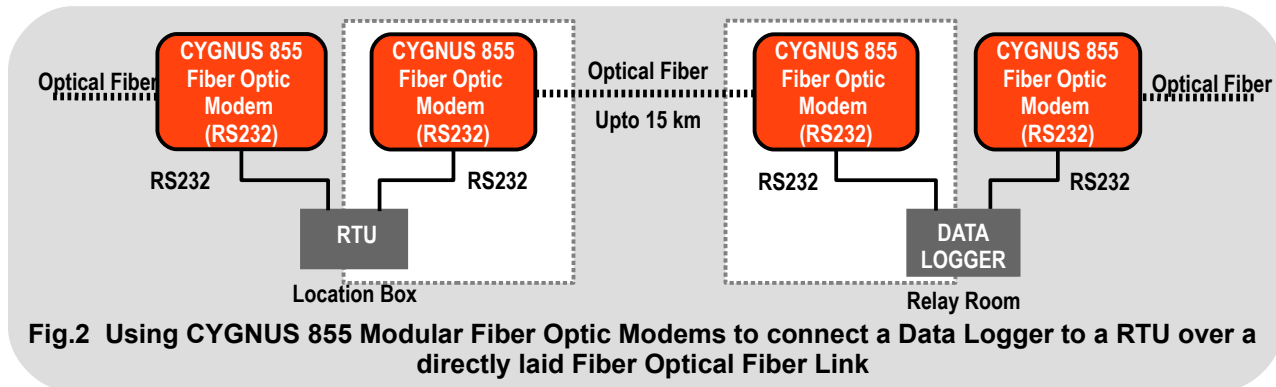 CYGNUS 855
Fiber Optic
Modem
(RS232)
CYGNUS 855
Fiber Optic
Modem
(RS232)
CYGNUS 855
Fiber Optic
Modem
(RS232)
CYGNUS 855
Fiber Optic
Modem
(RS232)
Optical Fiber
Optical Fiber
Upto 15 km
Optical Fiber
RS232
RS232
RS232
RS232
RTU
DATA
LOGGER
Location Box
Relay Room
Fig.2 Using CYGNUS 855 Modular Fiber Optic Modems to connect a Data Logger to a RTU over a
directly laid Fiber Optical Fiber Link